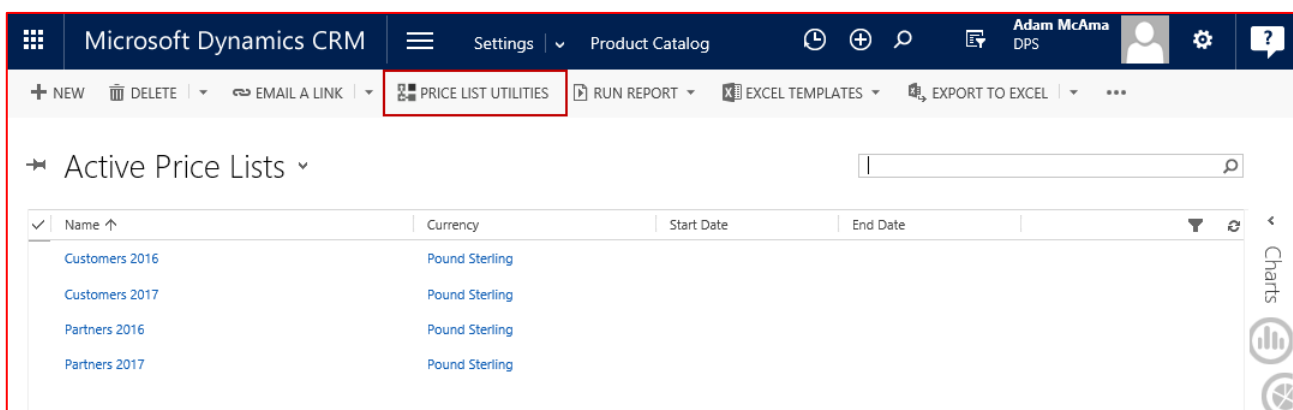 Microsoft Dynamics CRM Settings Product Catalog Adam McAma
DPS
?
NEW DELETE EMAIL A LINK PRICE LIST UTILITIES RUN REPORT EXCEL TEMPLATES EXPORT TO EXCEL
Active Price Lists
Name Currency Start Date End Date
Customers 2016 Pound Sterling
Customers 2017 Pound Sterling
Partners 2016 Pound Sterling
Partners 2017 Pound Sterling
Charts